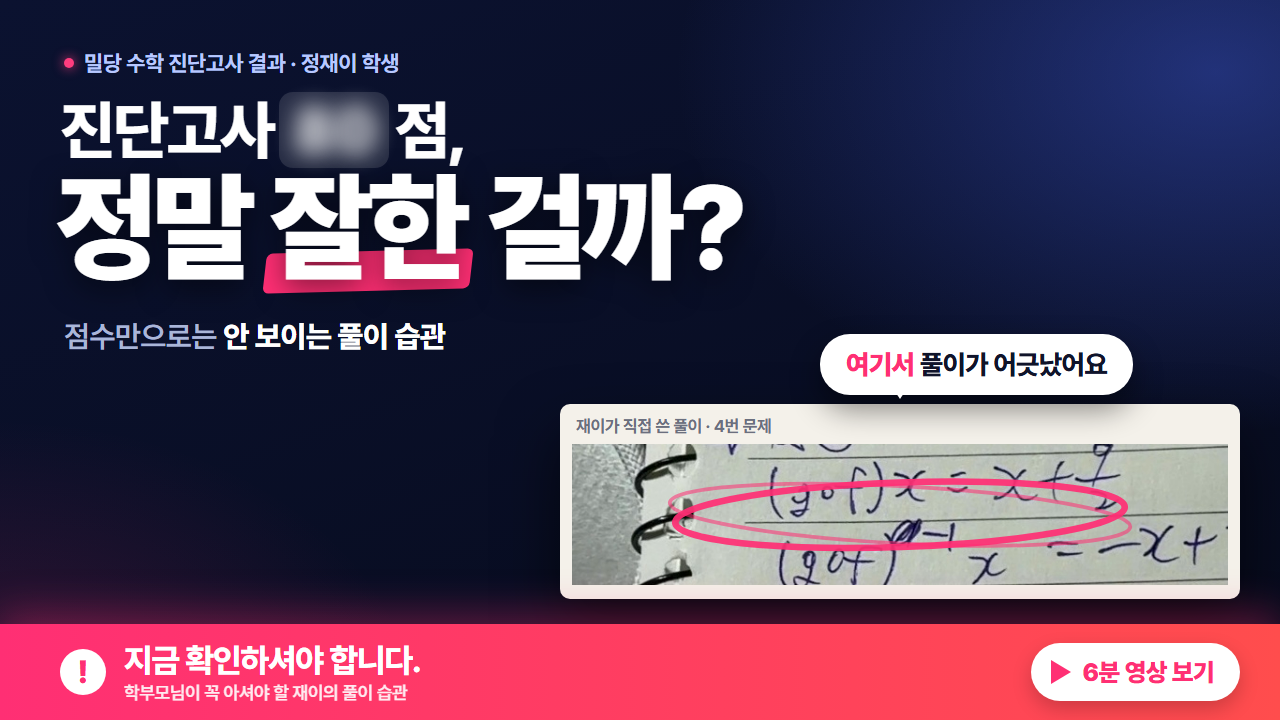 밀당 수학 진단고사 결과 · 정재이 학생
진단고사 점,
정말 잘한 걸까?
점수만으로는 안 보이는 풀이 습관
여기서 풀이가 어긋났어요
재이가 직접 쓴 풀이 · 4번 문제
(gof)x = x +
(gof)⁻¹ x = -x +
! 지금 확인하셔야 합니다.
학부모님이 꼭 아셔야 할 재이의 풀이 습관
6분 영상 보기